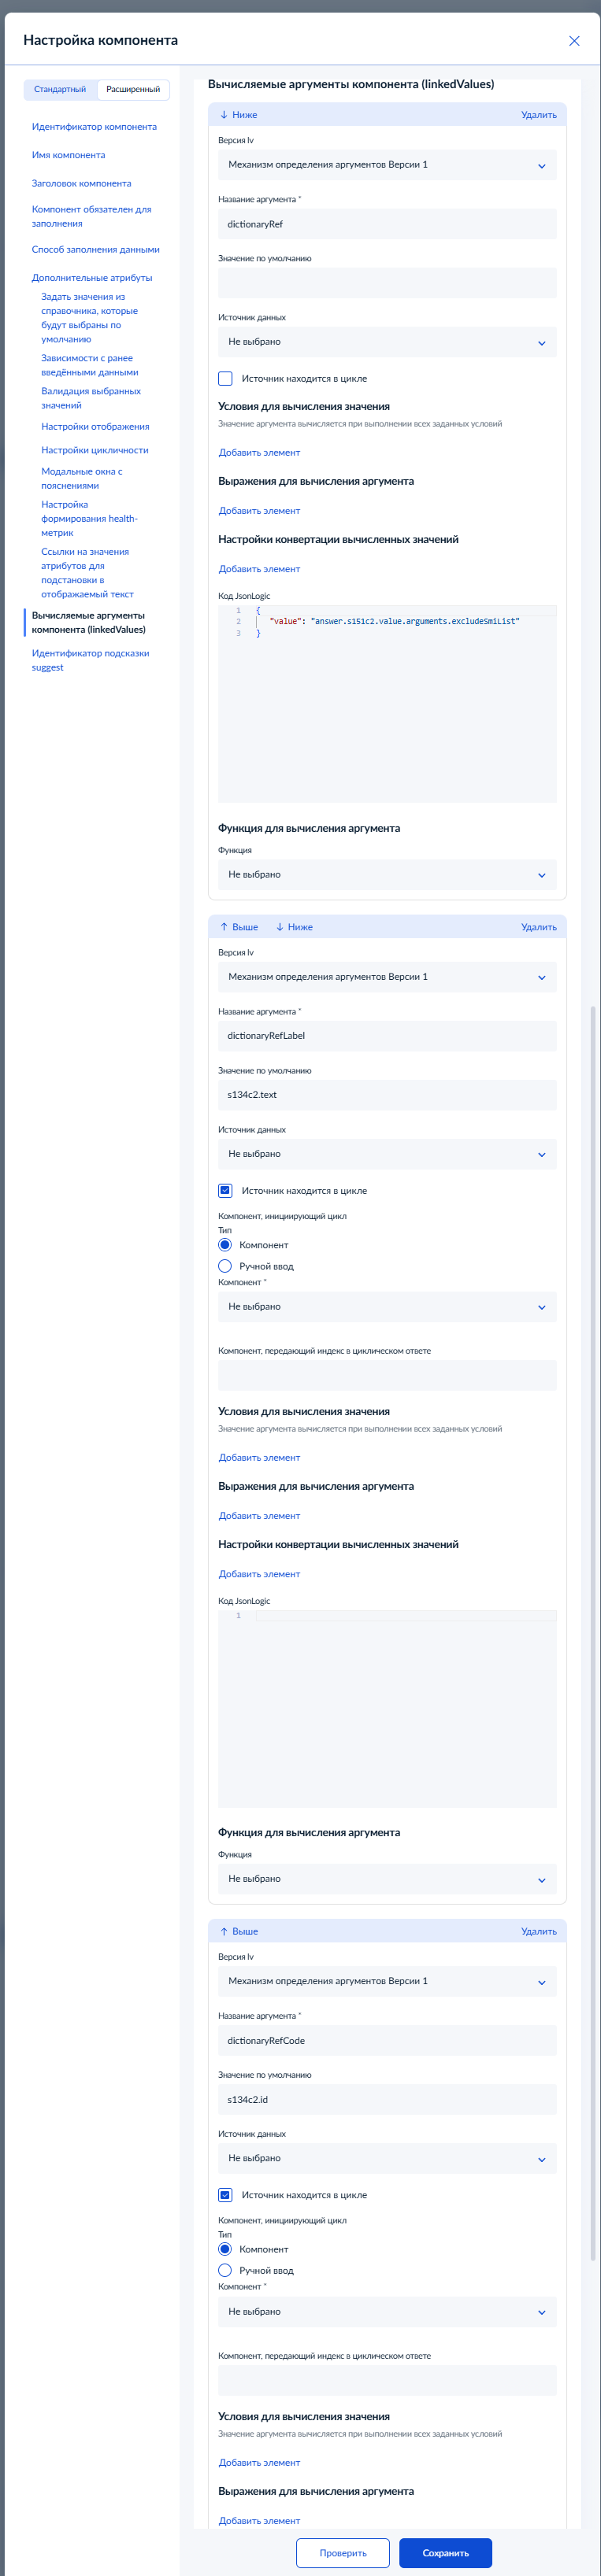 Настройка компонента
Стандартный
Расширенный
Идентификатор компонента
Имя компонента
Заголовок компонента
Компонент обязателен для
заполнения
Способ заполнения данными
Дополнительные атрибуты
Задать значения из
справочника, которые
будут выбраны по
умолчанию
Зависимости с ранее
введёнными данными
Валидация выбранных
значений
Настройки отображения
Настройки цикличности
Модальные окна с
пояснениями
Настройка
формирования health-
метрик
Ссылки на значения
атрибутов для
подстановки в
отображаемый текст
Вычисляемые аргументы
компонента (linkedValues)
Идентификатор подсказки
suggest
Вычисляемые аргументы компонента (linkedValues)
Ниже
Удалить
Версия lv
Механизм определения аргументов Версии 1
Название аргумента *
dictionaryRef
Значение по умолчанию
Источник данных
Не выбрано
Источник находится в цикле
Условия для вычисления значения
Значение аргумента вычисляется при выполнении всех заданных условий
Добавить элемент
Выражения для вычисления аргумента
Добавить элемент
Настройки конвертации вычисленных значений
Добавить элемент
Код JsonLogic
1 {
2 "value": "answer.s151c2.value.arguments.excludeSmiList"
3 }
Функция для вычисления аргумента
Функция
Не выбрано
Выше
Ниже
Удалить
Версия lv
Механизм определения аргументов Версии 1
Название аргумента *
dictionaryRefLabel
Значение по умолчанию
s134c2.text
Источник данных
Не выбрано
Источник находится в цикле
Компонент, инициирующий цикл
Тип
Компонент
Ручной ввод
Компонент *
Не выбрано
Компонент, передающий индекс в циклическом ответе
Условия для вычисления значения
Значение аргумента вычисляется при выполнении всех заданных условий
Добавить элемент
Выражения для вычисления аргумента
Добавить элемент
Настройки конвертации вычисленных значений
Добавить элемент
Код JsonLogic
1
Функция для вычисления аргумента
Функция
Не выбрано
Выше
Удалить
Версия lv
Механизм определения аргументов Версии 1
Название аргумента *
dictionaryRefCode
Значение по умолчанию
s134c2.id
Источник данных
Не выбрано
Источник находится в цикле
Компонент, инициирующий цикл
Тип
Компонент
Ручной ввод
Компонент *
Не выбрано
Компонент, передающий индекс в циклическом ответе
Условия для вычисления значения
Значение аргумента вычисляется при выполнении всех заданных условий
Добавить элемент
Выражения для вычисления аргумента
Добавить элемент
Проверить
Сохранить